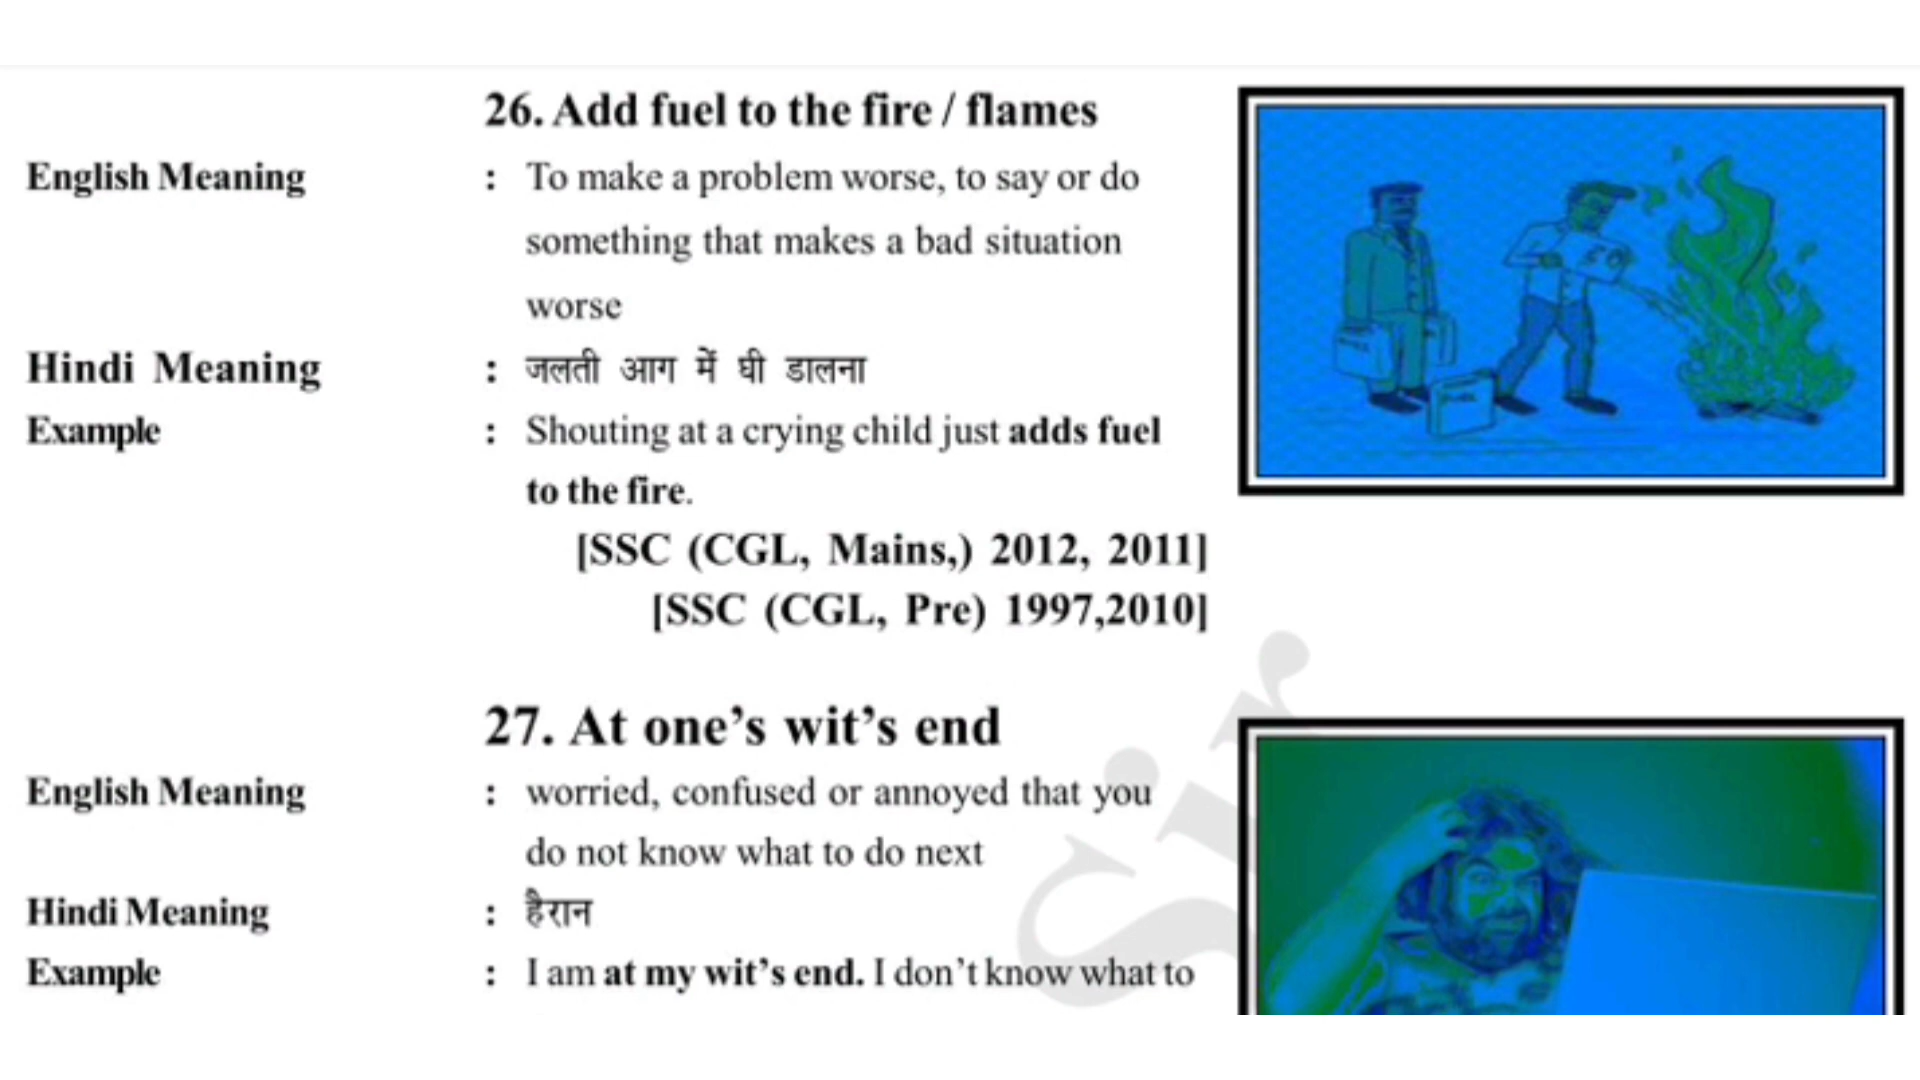 26. Add fuel to the fire / flames
English Meaning : To make a problem worse, to say or do
something that makes a bad situation
worse
Hindi Meaning : जलती आग में घी डालना
Example : Shouting at a crying child just adds fuel
to the fire.
[SSC (CGL, Mains,) 2012, 2011]
[SSC (CGL, Pre) 1997,2010]
27. At one's wit's end
English Meaning : worried, confused or annoyed that you
do not know what to do next
Hindi Meaning : हैरान
Example : I am at my wit's end. I don't know what to
Sir